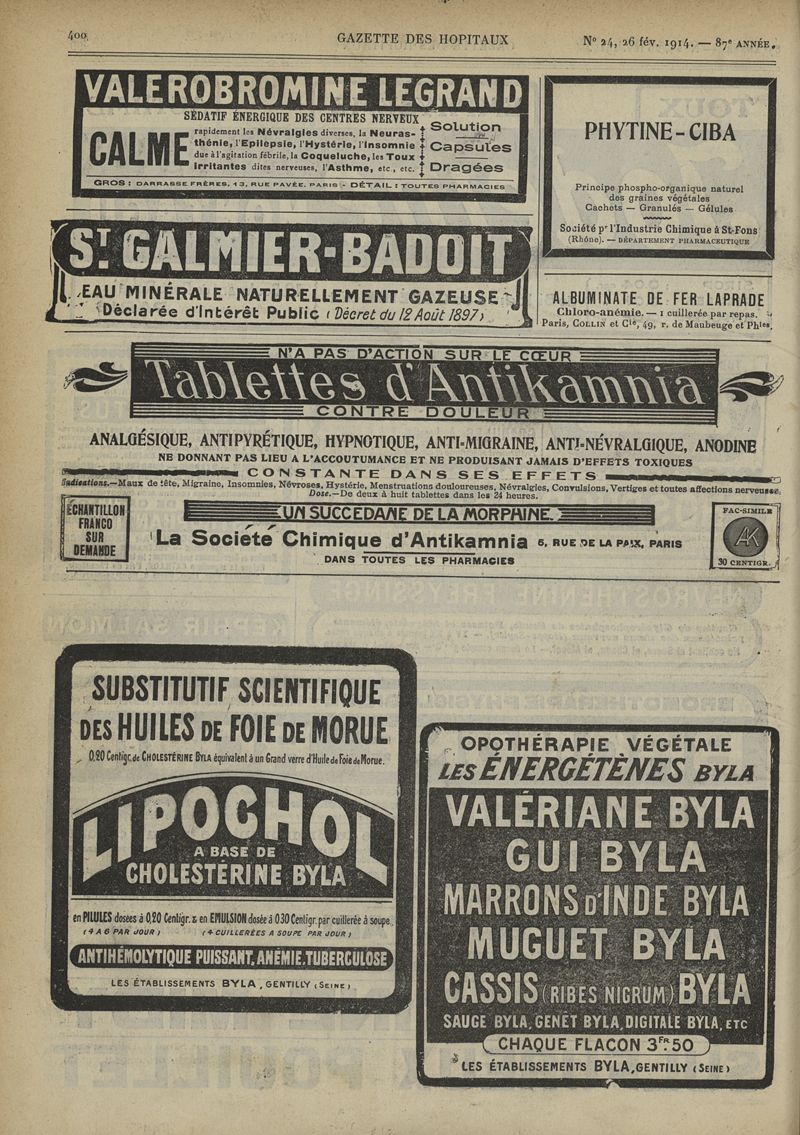 400
GAZETTE DES HOPITAUX
Nº 24, 26 fév. 1914. — 87e ANNÉE.
VALEROBROMINE LEGRAND
SÉDATIF ÉNERGIQUE DES CENTRES NERVEUX
CALME
rapidement les Névralgies diverses, la Neuras-
thénie, l'Epilepsie, l'Hystérie, l'Insomnie
due à l'agitation fébrile, la Coqueluche, les Toux
irritantes dites nerveuses, l'Asthme, etc., etc.
Solution
Capsules
Dragées
GROS : DARRASSE FRÈRES, 13, RUE PAVÉE, PARIS - DÉTAIL : TOUTES PHARMACIES
PHYTINE-CIBA
Principe phospho-organique naturel
des graines végétales
Cachets — Granulés — Gélules
Société pr l'Industrie Chimique à St-Fons
(Rhône). — DÉPARTEMENT PHARMACEUTIQUE
ST. GALMIER-BADOIT
EAU MINÉRALE NATURELLEMENT GAZEUSE
Déclarée d'Intérêt Public (Décret du 12 Août 1897)
ALBUMINATE DE FER LAPRADE
Chloro-anémie. — 1 cuillerée par repas.
Paris, COLLIN et Cie, 49, r. de Maubeuge et Phies.
N'A PAS D'ACTION SUR LE CŒUR
Tablettes d'Antikamnia
CONTRE DOULEUR
ANALGÉSIQUE, ANTIPYRÉTIQUE, HYPNOTIQUE, ANTI-MIGRAINE, ANTI-NÉVRALGIQUE, ANODINE
NE DONNANT PAS LIEU A L'ACCOUTUMANCE ET NE PRODUISANT JAMAIS D'EFFETS TOXIQUES
CONSTANTE DANS SES EFFETS
Indications.—Maux de tête, Migraine, Insomnies, Névroses, Hystérie, Menstruations douloureuses, Névralgies, Convulsions, Vertiges et toutes affections nerveuses
Dose.—De deux à huit tablettes dans les 24 heures.
ÉCHANTILLON
FRANCO
SUR
DEMANDE
UN SUCCEDANE DE LA MORPHINE
La Société Chimique d'Antikamnia 5, RUE DE LA PAIX, PARIS
DANS TOUTES LES PHARMACIES
FAC-SIMILE
AK
30 CENTIGR.
SUBSTITUTIF SCIENTIFIQUE
DES HUILES DE FOIE DE MORUE
0,20 Centigr. de CHOLESTÉRINE BYLA équivalent à un Grand verre d'Huile de Foie de Morue.
LIPOCHOL
A BASE DE
CHOLESTÉRINE BYLA
en PILULES dosées à 0,20 Centigr. & en EMULSION dosée à 0.30 Centigr. par cuillerée à soupe.
(4 A 6 PAR JOUR) (4 CUILLERÉES A SOUPE PAR JOUR)
ANTIHÉMOLYTIQUE PUISSANT, ANÉMIE, TUBERCULOSE
LES ÉTABLISSEMENTS BYLA, GENTILLY (SEINE)
OPOTHÉRAPIE VÉGÉTALE
LES ÉNERGÉTÈNES BYLA
VALÉRIANE BYLA
GUI BYLA
MARRONS D'INDE BYLA
MUGUET BYLA
CASSIS (RIBES NIGRUM) BYLA
SAUGE BYLA, GENET BYLA, DIGITALE BYLA, ETC
CHAQUE FLACON 3FR.50
LES ÉTABLISSEMENTS BYLA, GENTILLY (SEINE)